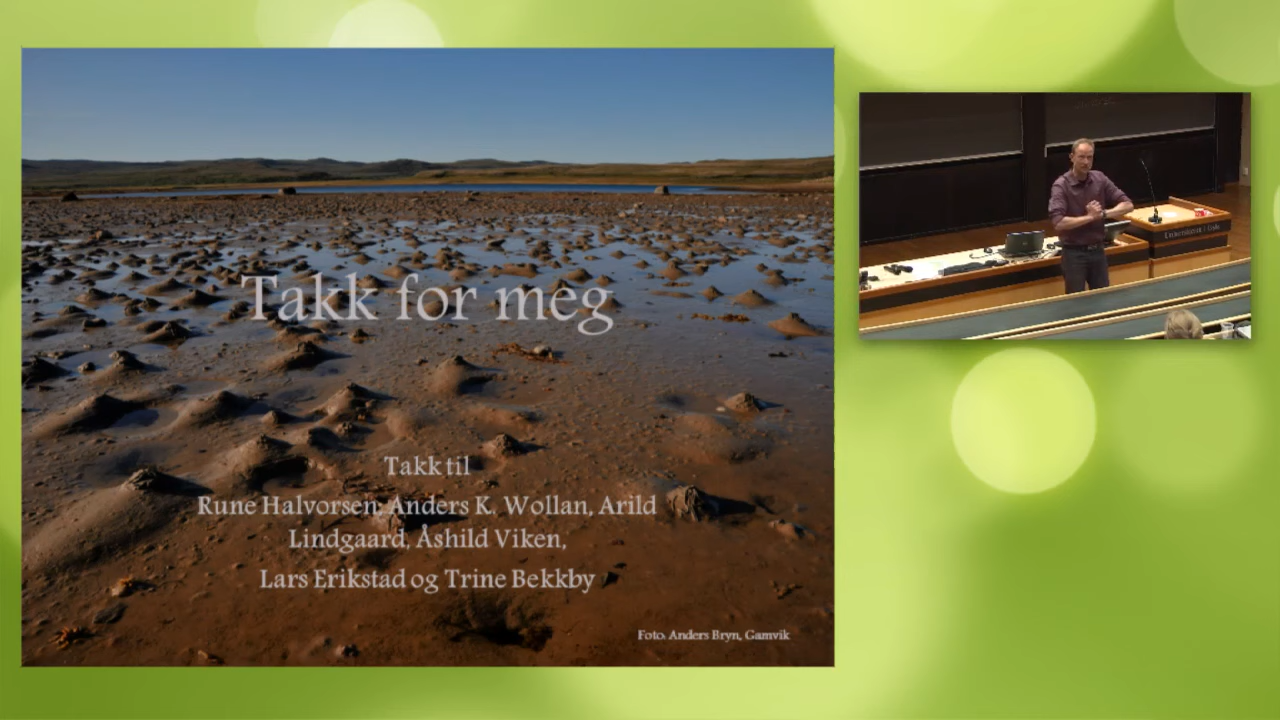 Takk for meg
Takk til
Rune Halvorsen, Anders K. Wollan, Arild
Lindgaard, Åshild Viken,
Lars Erikstad og Trine Bekkby
Foto: Anders Bryn, Gamvik